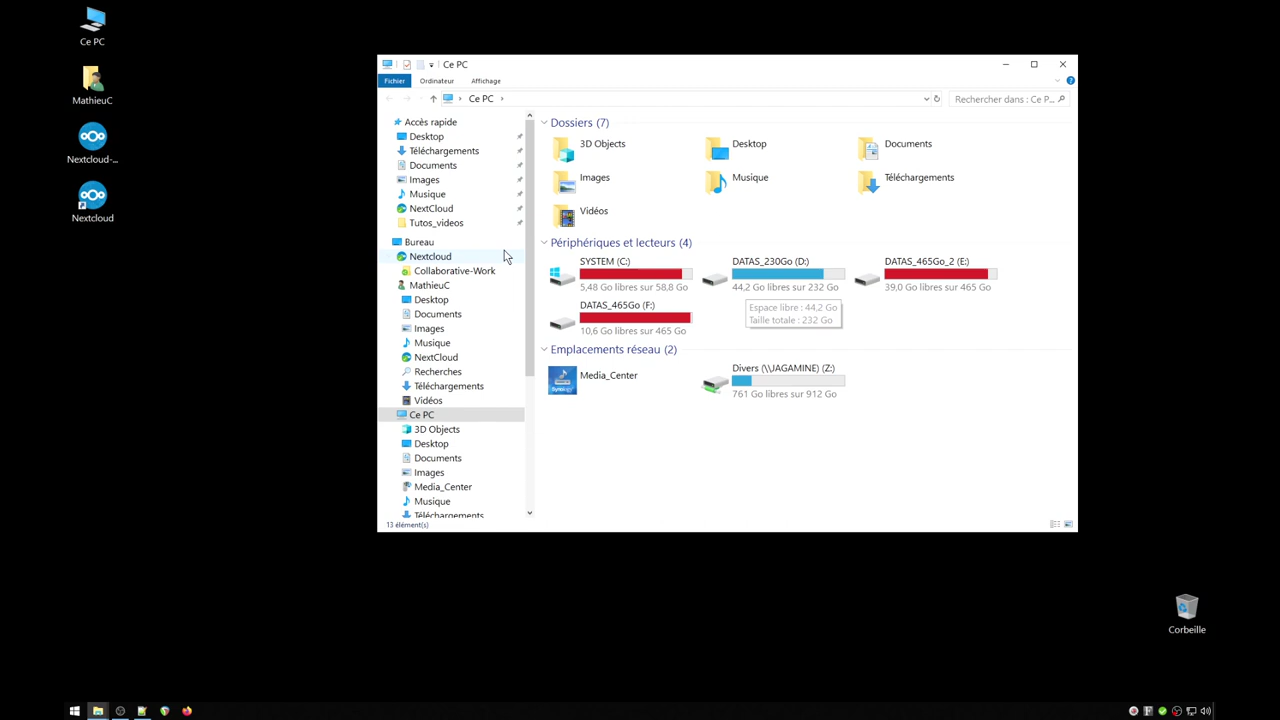 Ce PC
MathieuC
Nextcloud-...
Nextcloud
Ce PC
Fichier
Ordinateur
Affichage
Ce PC
Rechercher dans : Ce P...
Accès rapide
Desktop
Téléchargements
Documents
Images
Musique
NextCloud
Tutos_videos
Bureau
Nextcloud
Collaborative-Work
MathieuC
Desktop
Documents
Images
Musique
NextCloud
Recherches
Téléchargements
Vidéos
Ce PC
3D Objects
Desktop
Documents
Images
Media_Center
Musique
Téléchargements
Dossiers (7)
3D Objects
Desktop
Documents
Images
Musique
Téléchargements
Vidéos
Périphériques et lecteurs (4)
SYSTEM (C:)
5,48 Go libres sur 58,8 Go
DATAS_230Go (D:)
44,2 Go libres sur 232 Go
DATAS_465Go_2 (E:)
39,0 Go libres sur 465 Go
DATAS_465Go (F:)
10,6 Go libres sur 465 Go
Espace libre : 44,2 Go
Taille totale : 232 Go
Emplacements réseau (2)
Media_Center
Divers (\\JAGAMINE) (Z:)
761 Go libres sur 912 Go
13 élément(s)
Corbeille